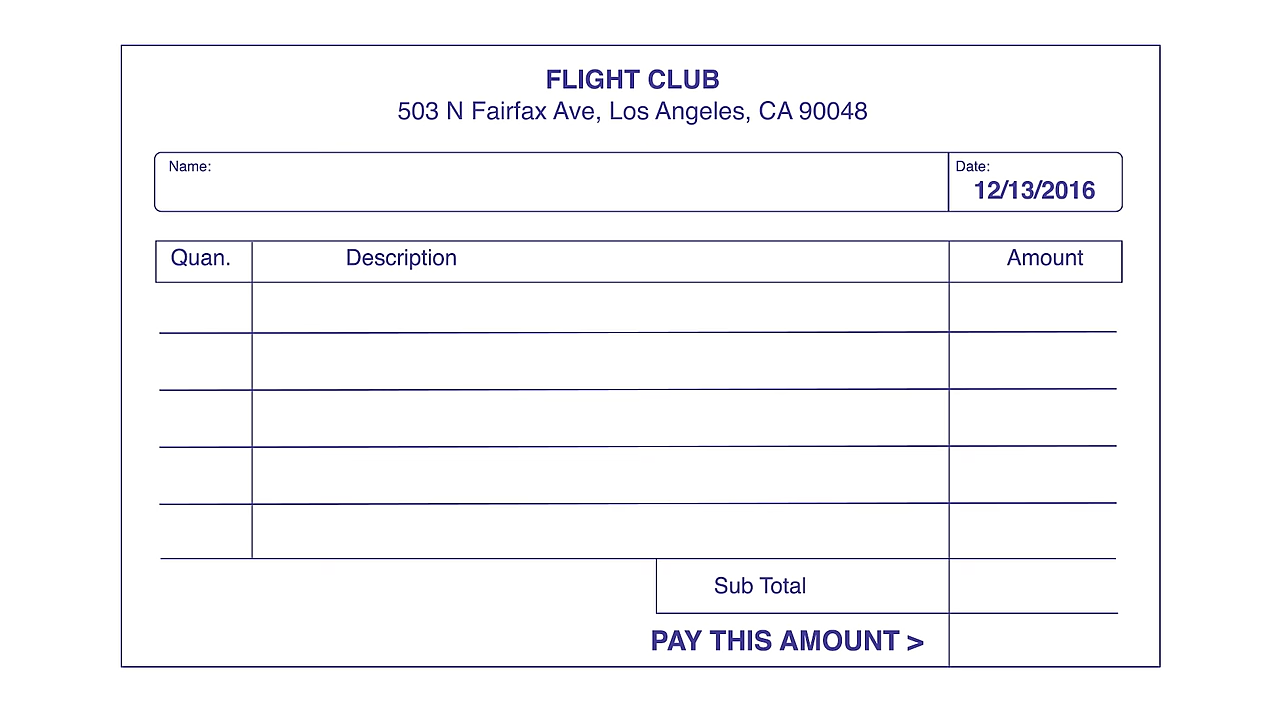 FLIGHT CLUB
503 N Fairfax Ave, Los Angeles, CA 90048
Name:
Date:
12/13/2016
Quan. Description Amount
Sub Total
PAY THIS AMOUNT >